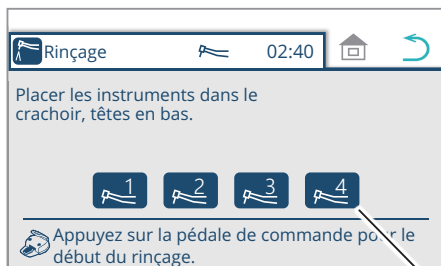 Rinçage 02:40
Placer les instruments dans le
crachoir, têtes en bas.
1 2 3 4
Appuyez sur la pédale de commande pour le
début du rinçage.